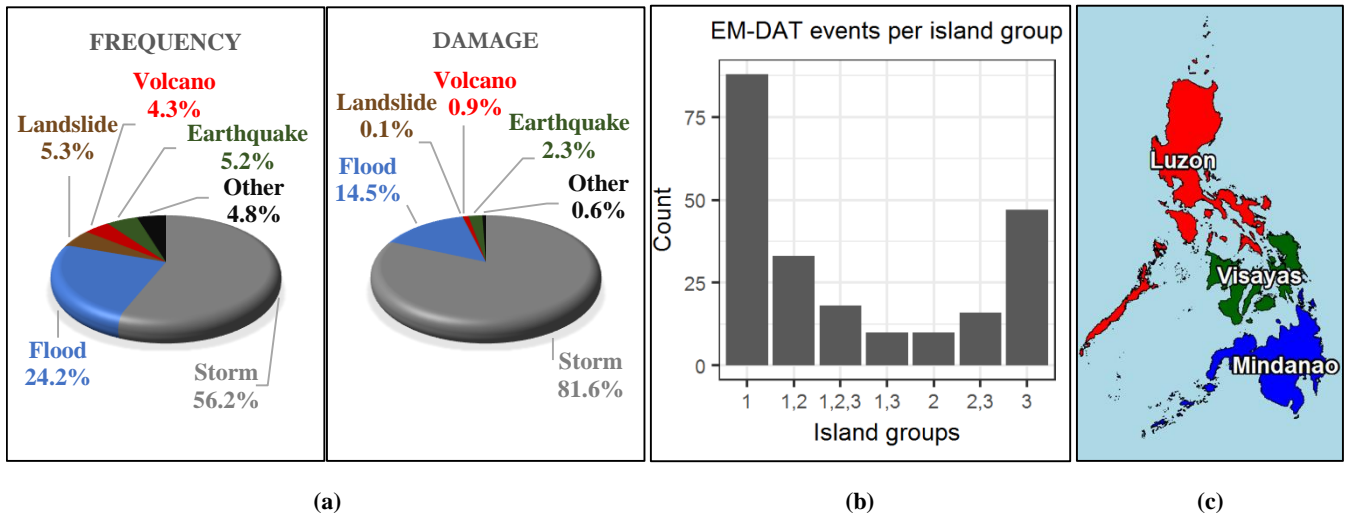 FREQUENCY
Volcano
4.3%
Landslide
5.3%
Earthquake
5.2%
Other
4.8%
Flood
24.2%
Storm
56.2%
DAMAGE
Volcano
0.9%
Landslide
0.1%
Earthquake
2.3%
Flood
14.5%
Other
0.6%
Storm
81.6%
EM-DAT events per island group
Count
75
50
25
0
1 1,2 1,2,3 1,3 2 2,3 3
Island groups
Luzon
Visayas
Mindanao
(a) (b) (c)